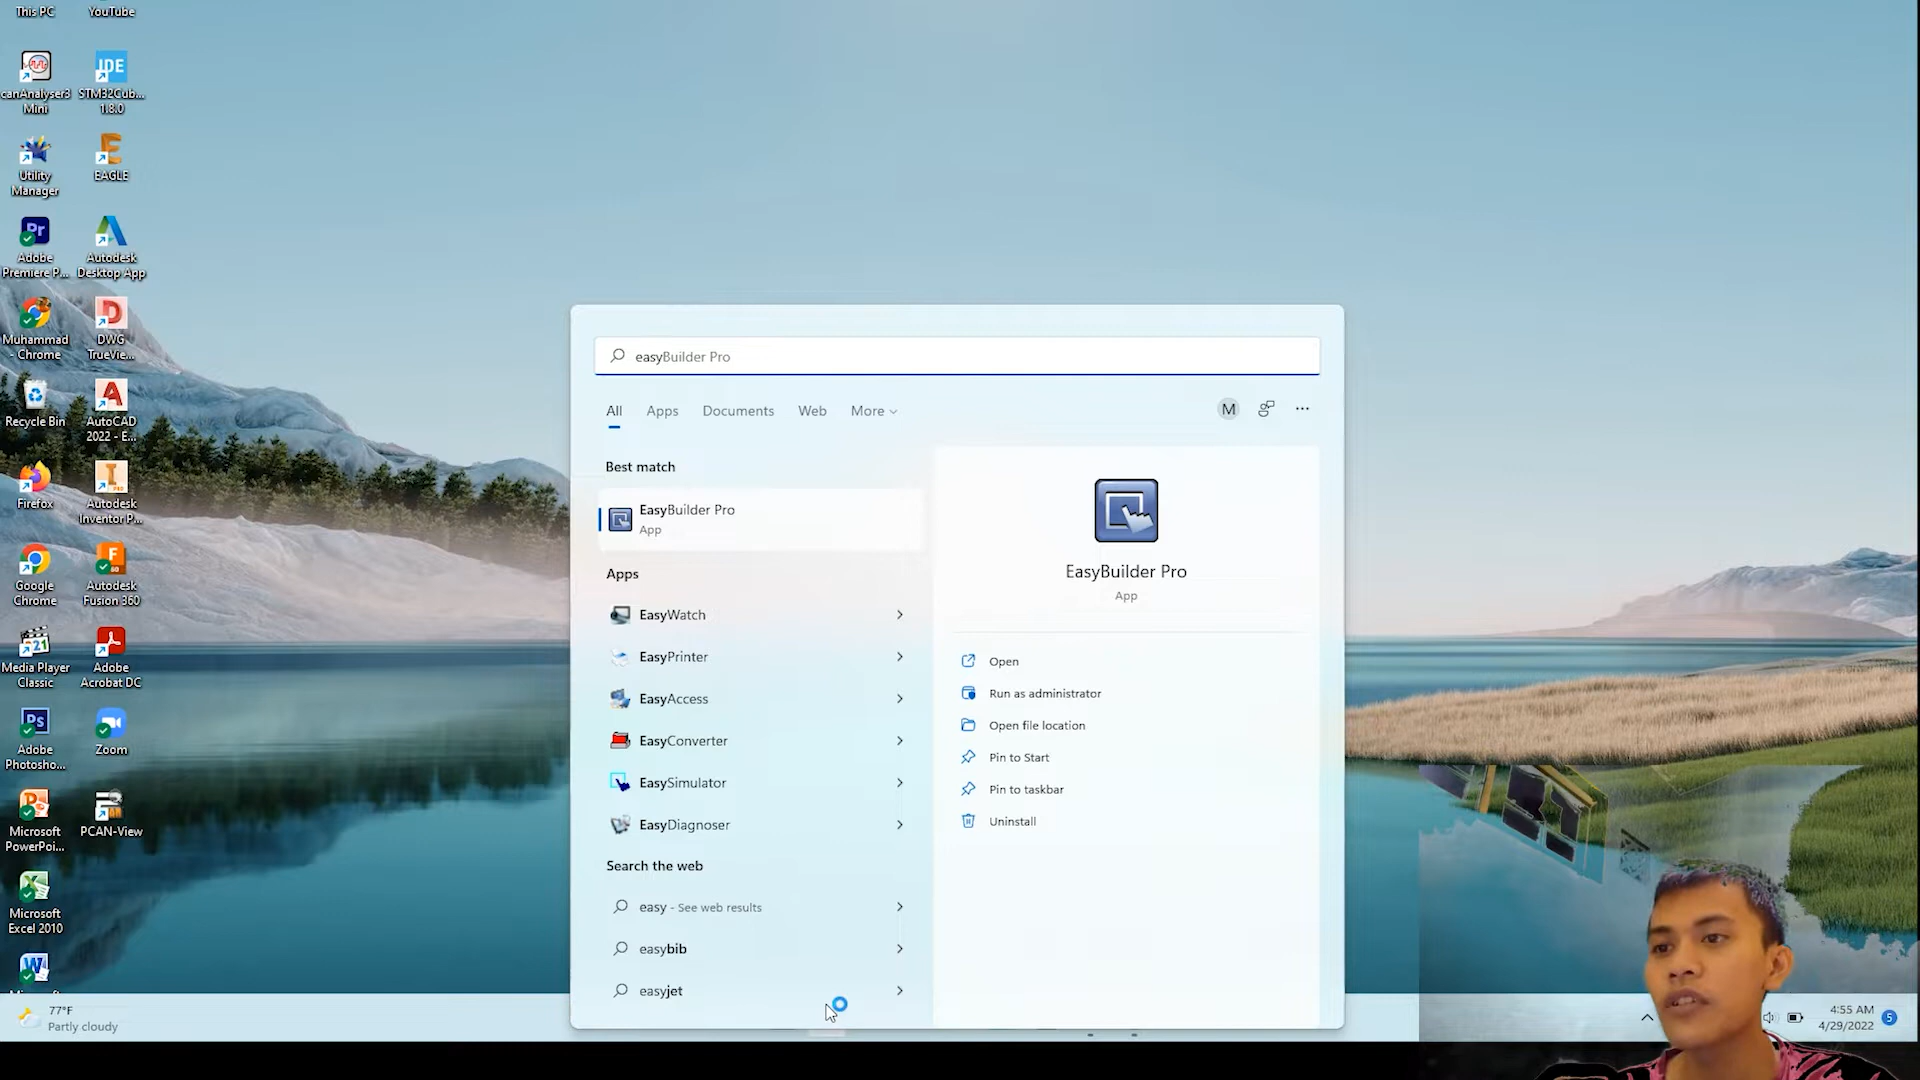 This PC
YouTube
canAnalyser3
Mini
IDE
STM32Cub...
1.8.0
Utility
Manager
EAGLE
Pr
Adobe
Premiere P...
Autodesk
Desktop App
Muhammad
- Chrome
DWG
TrueVie...
Recycle Bin
AutoCAD
2022 - E...
Firefox
Autodesk
Inventor P...
Google
Chrome
Autodesk
Fusion 360
321
Media Player
Classic
Adobe
Acrobat DC
Ps
Adobe
Photosho...
Zoom
Microsoft
PowerPoi...
PCAN-View
Microsoft
Excel 2010
easyBuilder Pro
All
Apps
Documents
Web
More
M
Best match
EasyBuilder Pro
App
Apps
EasyWatch
EasyPrinter
EasyAccess
EasyConverter
EasySimulator
EasyDiagnoser
Search the web
easy - See web results
easybib
easyjet
EasyBuilder Pro
App
Open
Run as administrator
Open file location
Pin to Start
Pin to taskbar
Uninstall
77°F
Partly cloudy
4:55 AM
4/29/2022
5